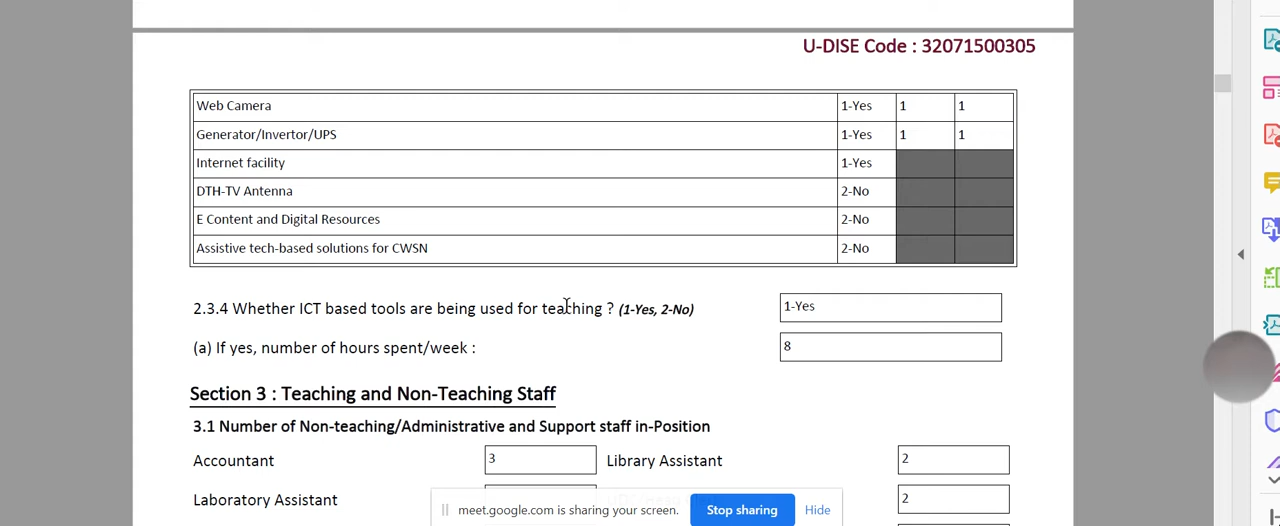 U-DISE Code : 32071500305
Web Camera 1-Yes 1 1
Generator/Invertor/UPS 1-Yes 1 1
Internet facility 1-Yes
DTH-TV Antenna 2-No
E Content and Digital Resources 2-No
Assistive tech-based solutions for CWSN 2-No
2.3.4 Whether ICT based tools are being used for teaching ? (1-Yes, 2-No) 1-Yes
(a) If yes, number of hours spent/week : 8
Section 3 : Teaching and Non-Teaching Staff
3.1 Number of Non-teaching/Administrative and Support staff in-Position
Accountant 3 Library Assistant 2
Laboratory Assistant 2
meet.google.com is sharing your screen. Stop sharing Hide